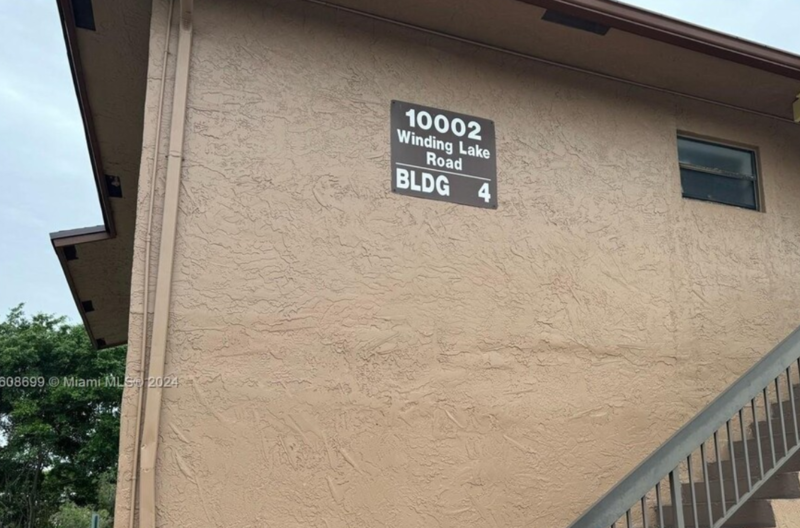 10002
Winding Lake
Road
BLDG 4
608699 © Miami MLS® 2024